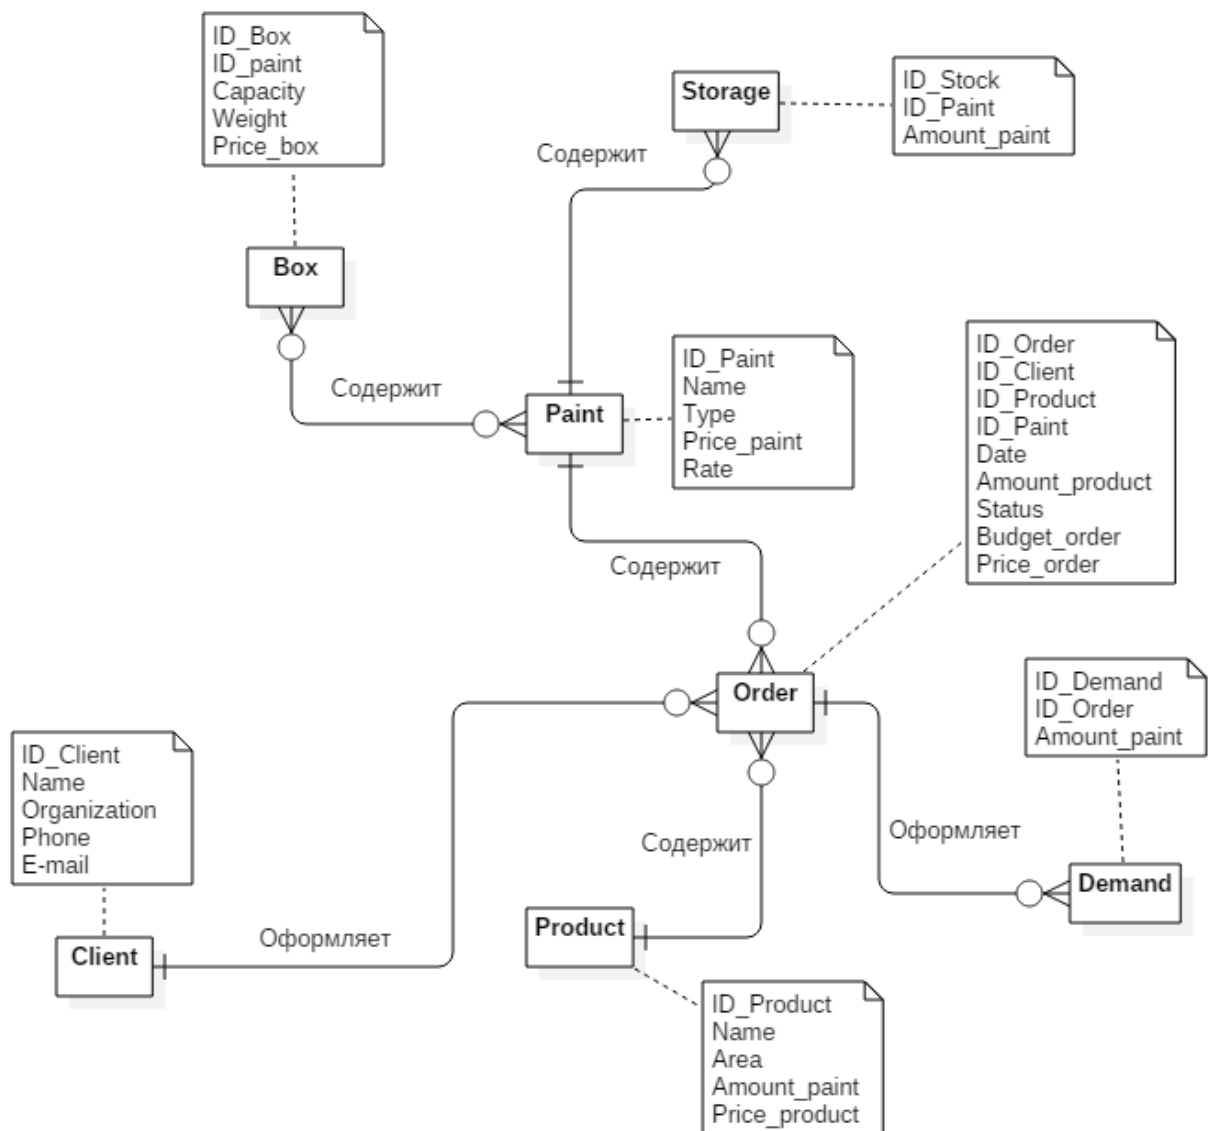 ID_Box
ID_paint
Capacity
Weight
Price_box
Storage
ID_Stock
ID_Paint
Amount_paint
Содержит
Box
Содержит
Paint
ID_Paint
Name
Type
Price_paint
Rate
ID_Order
ID_Client
ID_Product
ID_Paint
Date
Amount_product
Status
Budget_order
Price_order
Содержит
Order
ID_Demand
ID_Order
Amount_paint
ID_Client
Name
Organization
Phone
E-mail
Содержит
Оформляет
Demand
Client
Оформляет
Product
ID_Product
Name
Area
Amount_paint
Price_product